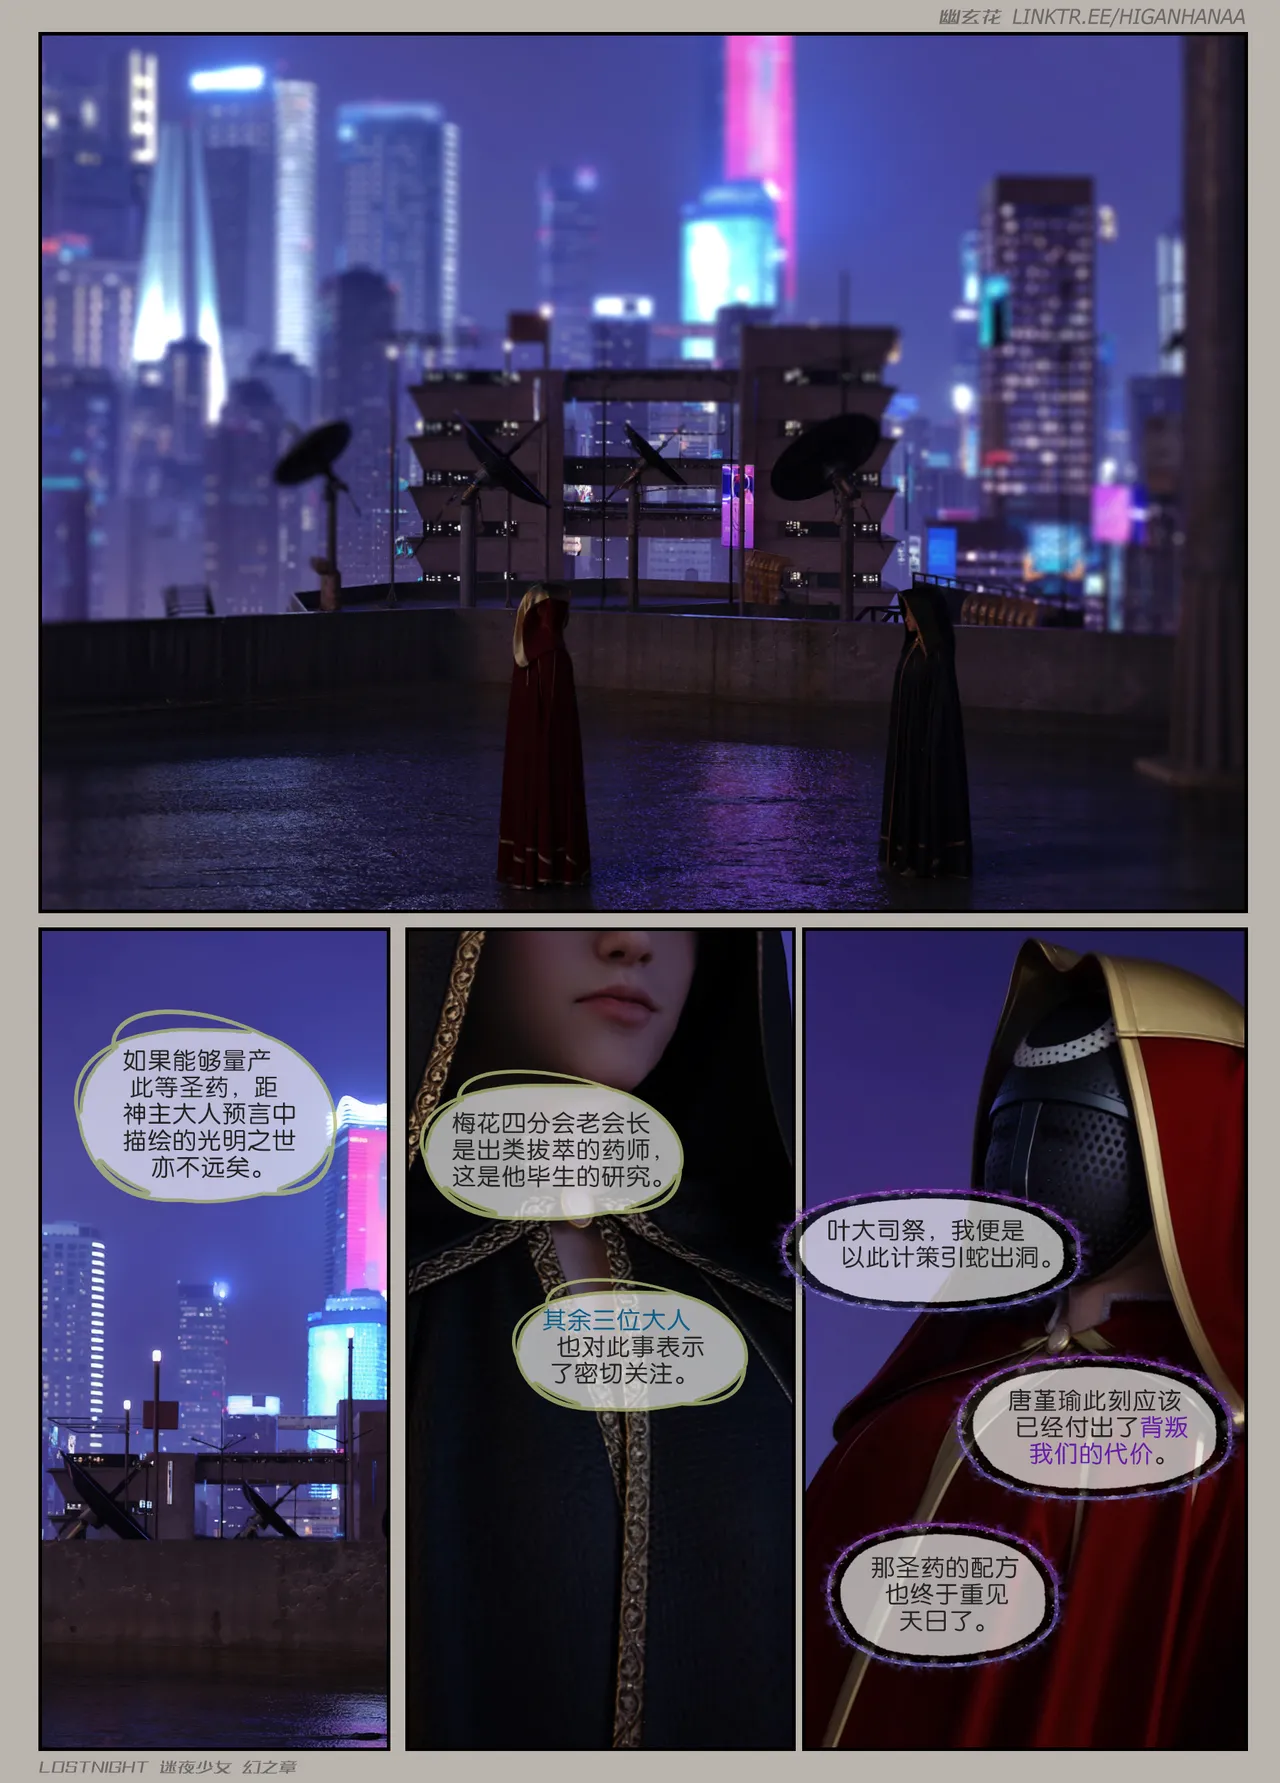 幽玄花 LINKTR.EE/HIGANHANAA
如果能够量产
此等圣药，距
神主大人预言中
描绘的光明之世
亦不远矣。
梅花四分会老会长
是出类拔萃的药师，
这是他毕生的研究。
其余三位大人
也对此事表示
了密切关注。
叶大司祭，我便是
以此计策引蛇出洞。
唐堇瑜此刻应该
已经付出了背叛
我们的代价。
那圣药的配方
也终于重见
天日了。
LOSTNIGHT 迷夜少女 幻之章